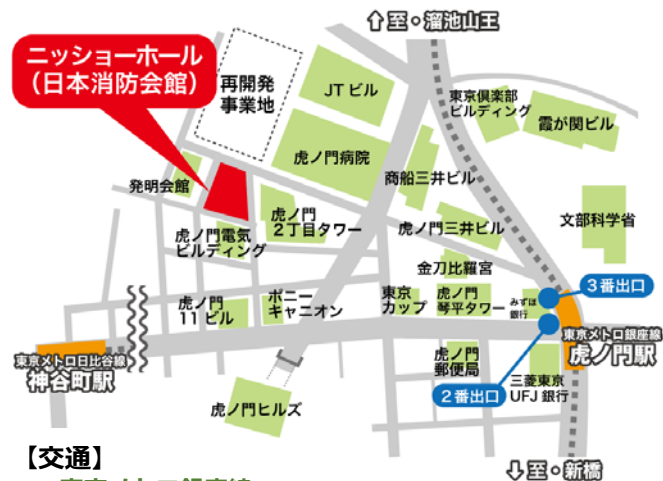 ⇧至・溜池山王
ニッショーホール
（日本消防会館）
再開発
事業地
JTビル
東京倶楽部
ビルディング
霞が関ビル
虎ノ門病院
発明会館
商船三井ビル
虎ノ門
2丁目タワー
虎ノ門三井ビル
文部科学省
虎ノ門電気
ビルディング
金刀比羅宮
3番出口
虎ノ門
11ビル
ポニー
キャニオン
東京
カップ
虎ノ門
琴平タワー
みずほ
銀行
東京メトロ銀座線
虎ノ門駅
東京メトロ日比谷線
神谷町駅
虎ノ門
郵便局
三菱東京
UFJ銀行
2番出口
虎ノ門ヒルズ
【交通】
⇩至・新橋